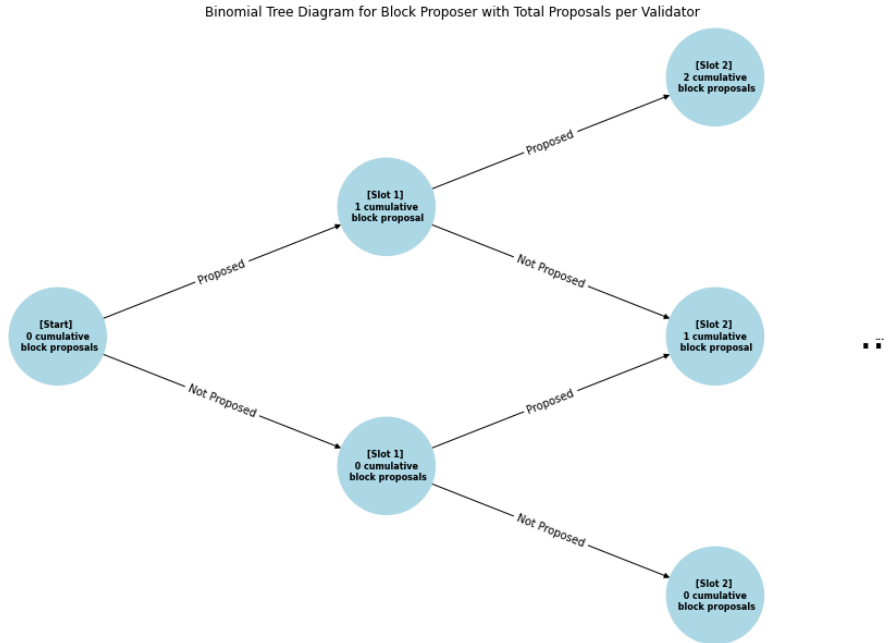 Binomial Tree Diagram for Block Proposer with Total Proposals per Validator
[Slot 2]
2 cumulative
block proposals
Proposed
[Slot 1]
1 cumulative
block proposal
Proposed
Not Proposed
[Start]
0 cumulative
block proposals
[Slot 2]
1 cumulative
block proposal
Not Proposed
Proposed
[Slot 1]
0 cumulative
block proposals
Not Proposed
[Slot 2]
0 cumulative
block proposals